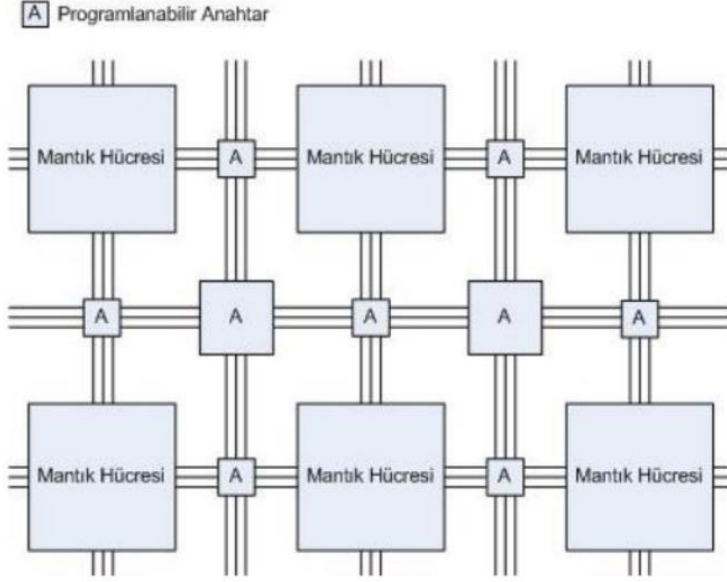 A Programlanabilir Anahtar
Mantık Hücresi A Mantık Hücresi A Mantık Hücresi
A A A A A
Mantık Hücresi A Mantık Hücresi A Mantık Hücresi